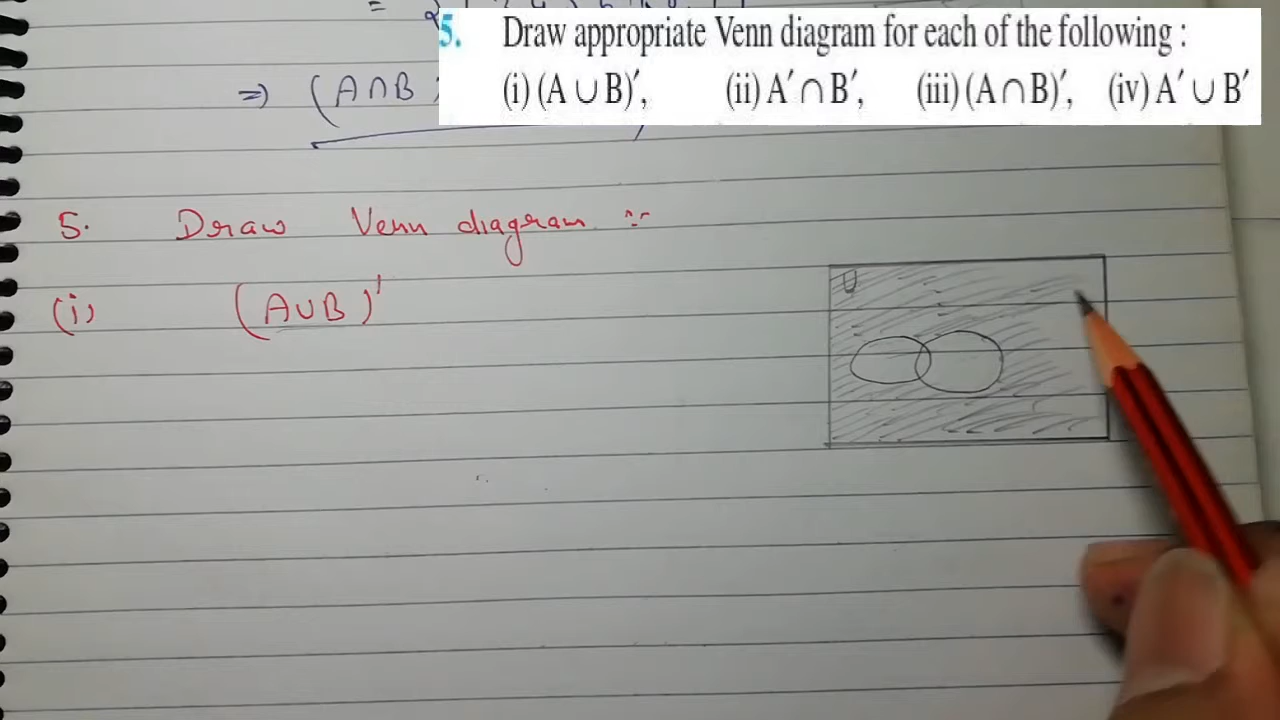 5. Draw appropriate Venn diagram for each of the following :
(i) (A ∪ B)′, (ii) A′ ∩ B′, (iii) (A ∩ B)′, (iv) A′ ∪ B′
⇒ (A∩B
5. Draw Venn diagram :-
(i) (A∪B)'
U